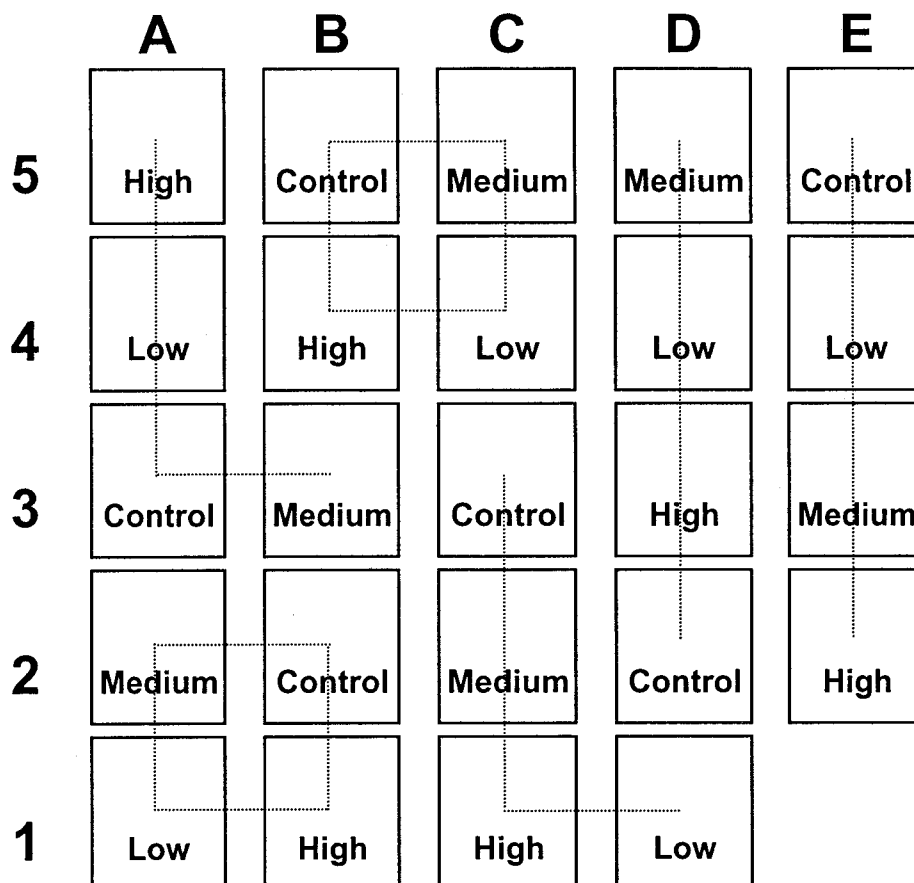 A B C D E
5 High Control Medium Medium Control
4 Low High Low Low Low
3 Control Medium Control High Medium
2 Medium Control Medium Control High
1 Low High High Low